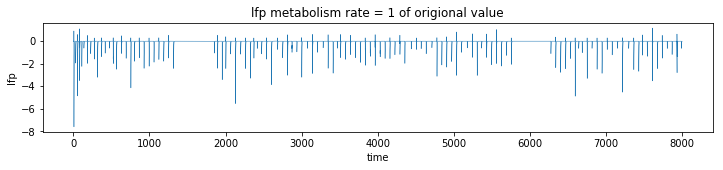 lfp metabolism rate = 1 of origional value
0
−2
−4
−6
−8
lfp
0 1000 2000 3000 4000 5000 6000 7000 8000
time